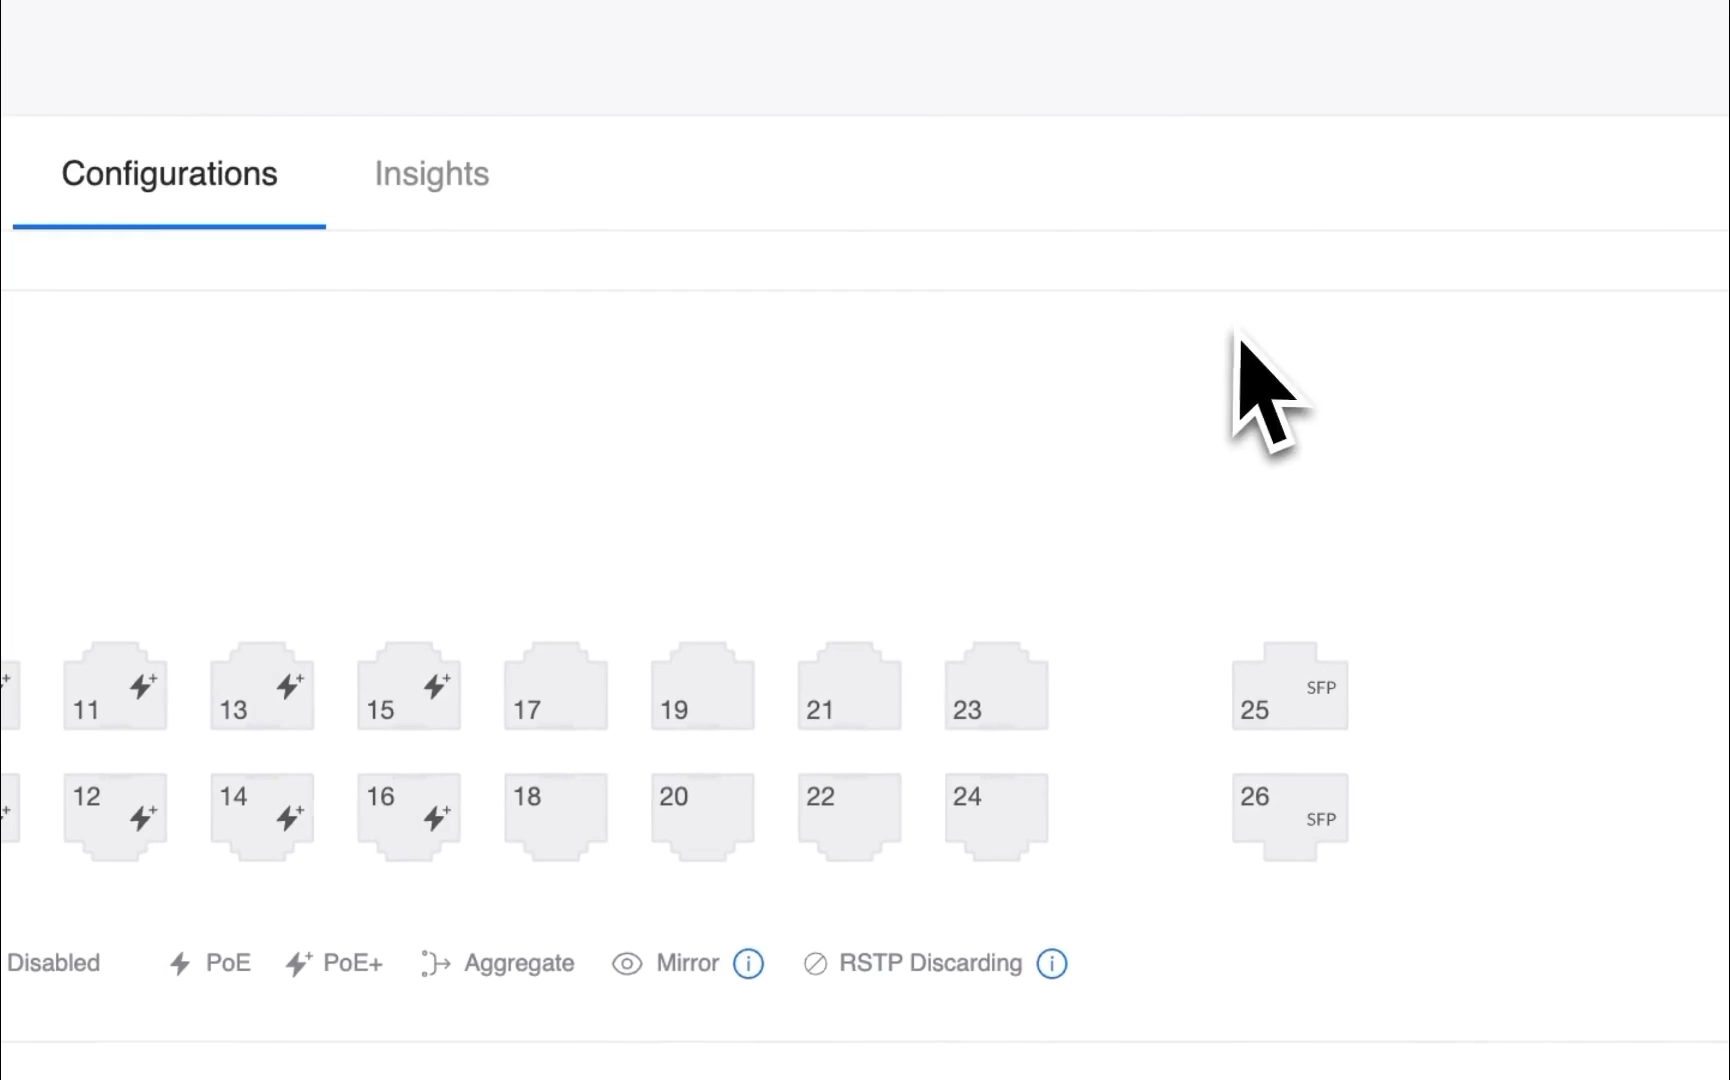 Configurations Insights
11 13 15 17 19 21 23 25 SFP
12 14 16 18 20 22 24 26 SFP
Disabled PoE PoE+ Aggregate Mirror RSTP Discarding